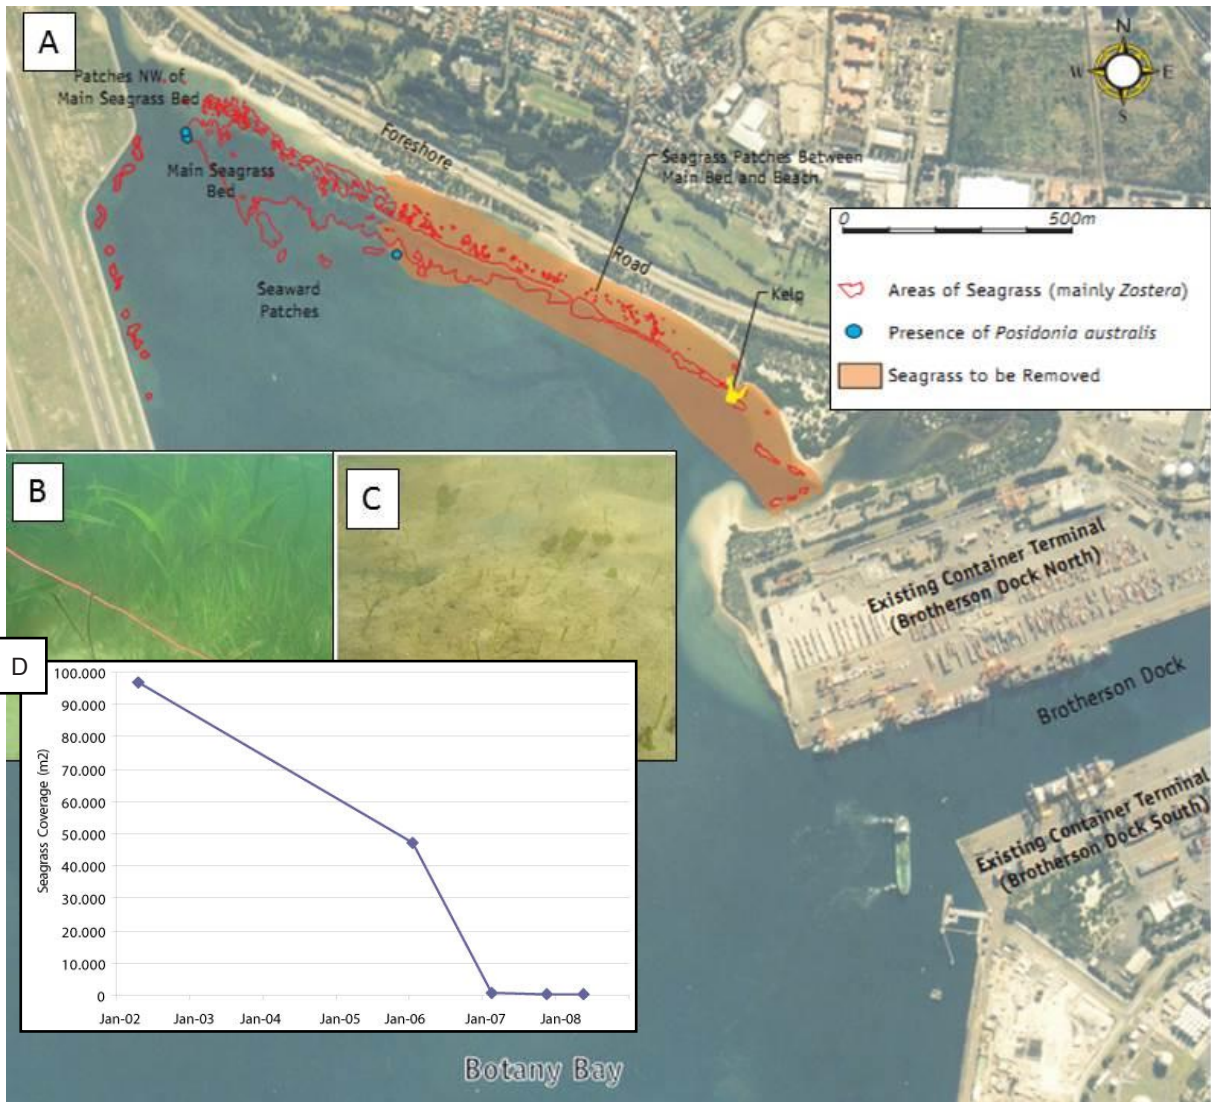 A
N
W
E
S
Patches NW of
Main Seagrass Bed
Foreshore
Main Seagrass
Bed
Seagrass Patches Between
Main Bed and Beach
Road
Kelp
Seaward
Patches
0 500m
Areas of Seagrass (mainly Zostera)
Presence of Posidonia australis
Seagrass to be Removed
B
C
Existing Container Terminal
(Brotherson Dock North)
Brotherson Dock
Existing Container Terminal
(Brotherson Dock South)
D
Seagrass Coverage (m2)
100.000
90.000
80.000
70.000
60.000
50.000
40.000
30.000
20.000
10.000
0
Jan-02 Jan-03 Jan-04 Jan-05 Jan-06 Jan-07 Jan-08
Botany Bay